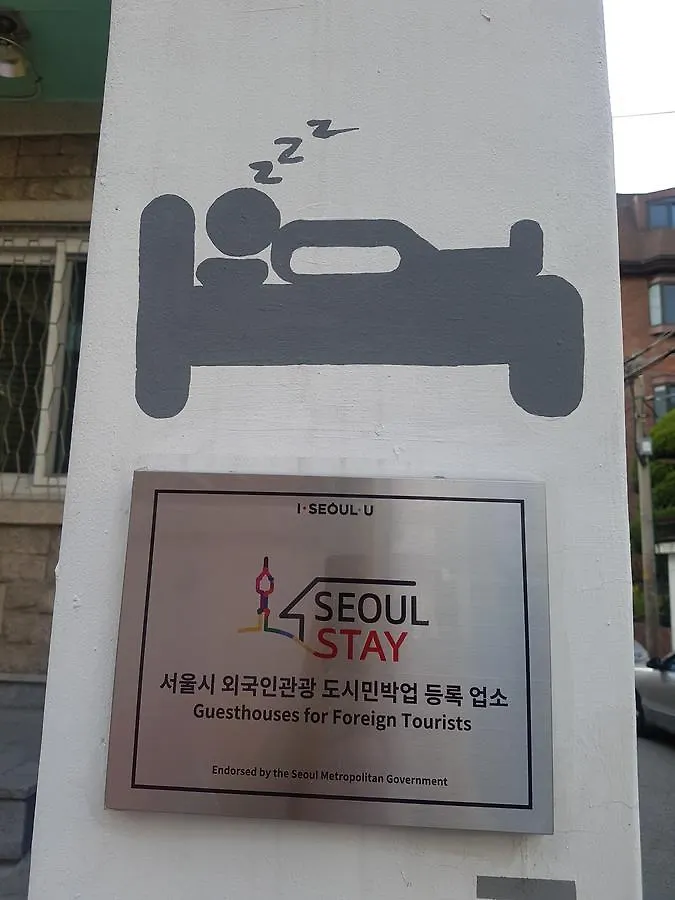 z z z
I·SEOUL·U
SEOUL
STAY
서울시 외국인관광 도시민박업 등록 업소
Guesthouses for Foreign Tourists
Endorsed by the Seoul Metropolitan Government